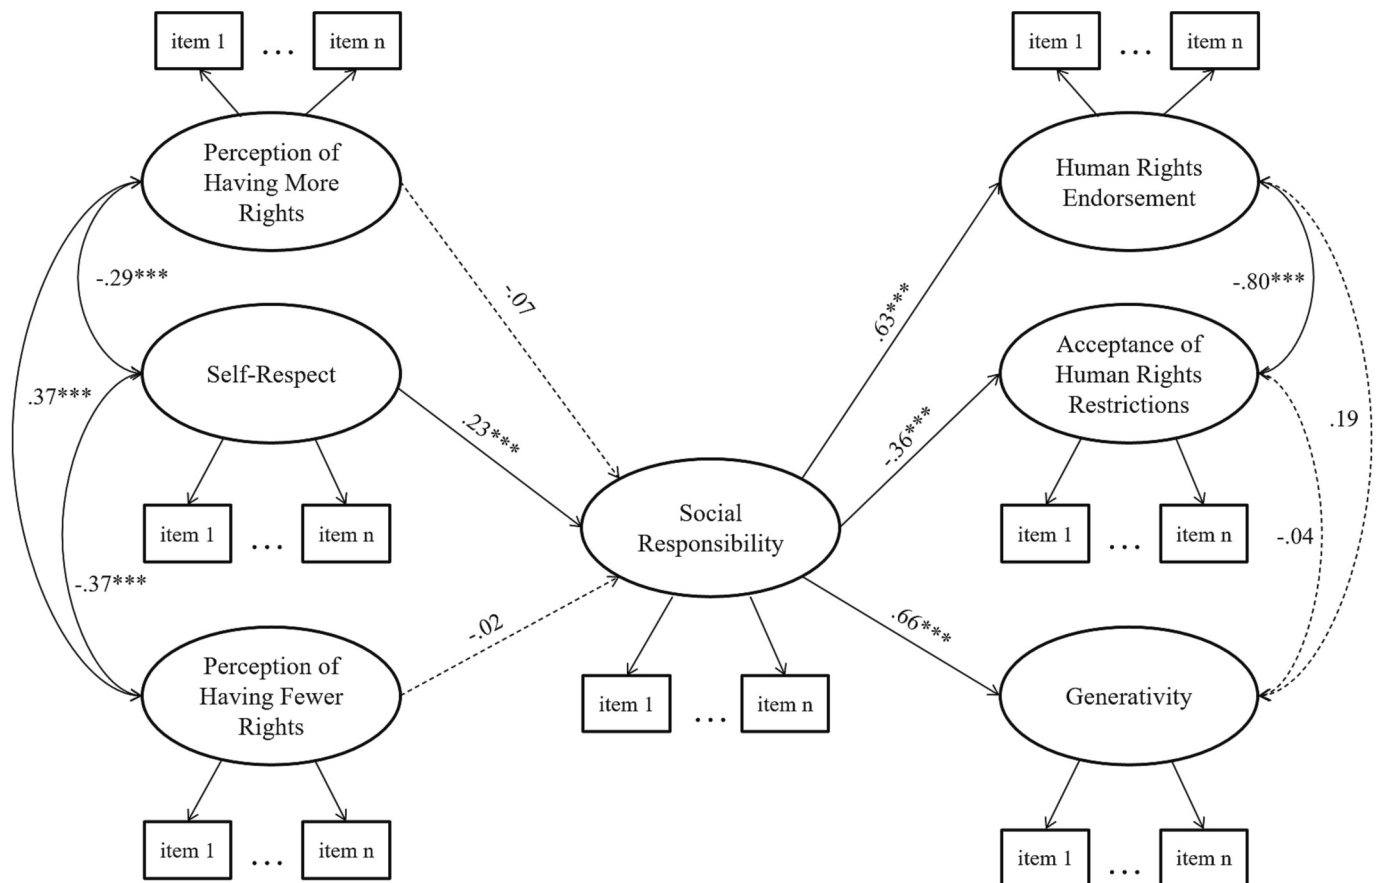 item 1 ... item n
Perception of
Having More
Rights
-.29***
Self-Respect
.37***
item 1 ... item n
-.37***
Perception of
Having Fewer
Rights
item 1 ... item n
-.07
.23***
-.02
Social
Responsibility
item 1 ... item n
.63***
-.36***
.66***
item 1 ... item n
Human Rights
Endorsement
-.80***
Acceptance of
Human Rights
Restrictions
.19
item 1 ... item n
-.04
Generativity
item 1 ... item n